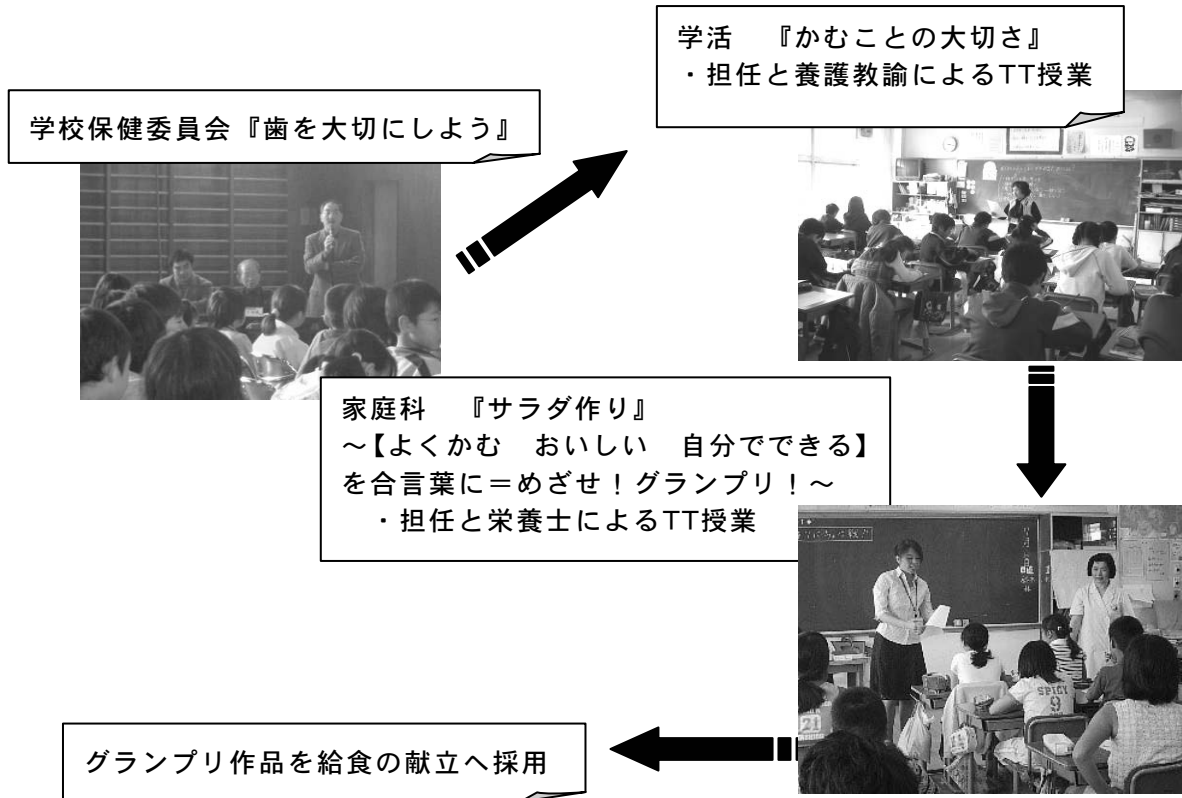 学校保健委員会『歯を大切にしよう』
学活　『かむことの大切さ』
・担任と養護教諭によるTT授業
家庭科　『サラダ作り』
～【よくかむ　おいしい　自分でできる】
を合言葉に＝めざせ！グランプリ！～
・担任と栄養士によるTT授業
SPICY
9
21
グランプリ作品を給食の献立へ採用